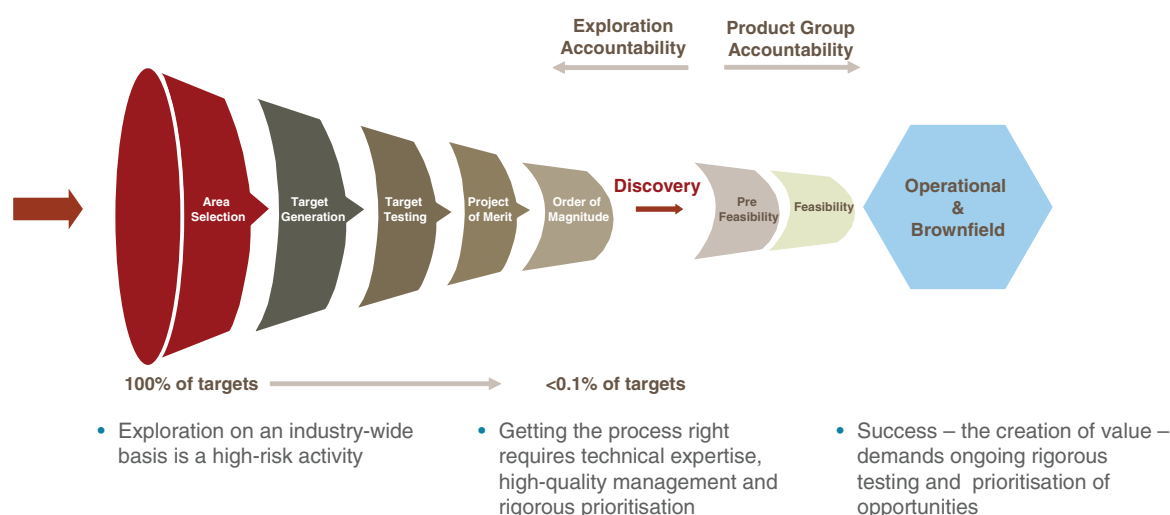 Exploration
Accountability
Product Group
Accountability
Area
Selection
Target
Generation
Target
Testing
Project
of Merit
Order of
Magnitude
Discovery
Pre
Feasibility
Feasibility
Operational
&
Brownfield
100% of targets
<0.1% of targets
• Exploration on an industry-wide
basis is a high-risk activity
• Getting the process right
requires technical expertise,
high-quality management and
rigorous prioritisation
• Success – the creation of value –
demands ongoing rigorous
testing and prioritisation of
opportunities